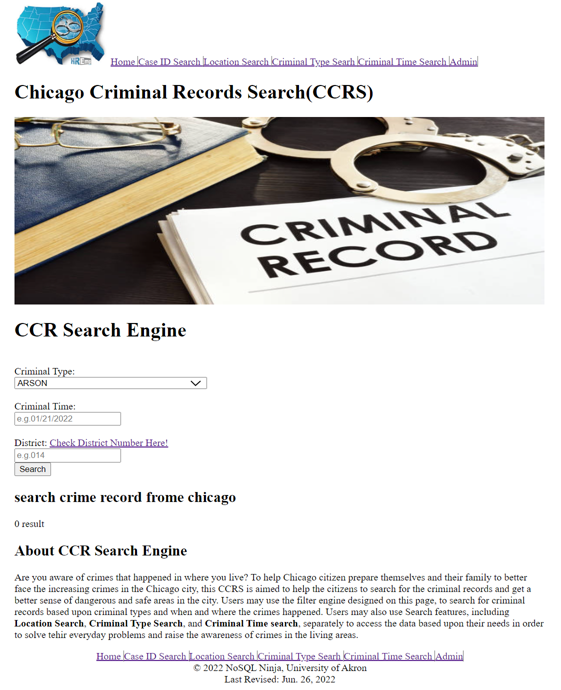 Home Case ID Search Location Search Criminal Type Searh Criminal Time Search Admin
Chicago Criminal Records Search(CCRS)
CRIMINAL
RECORD
CCR Search Engine
Criminal Type:
ARSON
Criminal Time:
e.g.01/21/2022
District: Check District Number Here!
e.g.014
Search
search crime record frome chicago
0 result
About CCR Search Engine
Are you aware of crimes that happened in where you live? To help Chicago citizen prepare themselves and their family to better
face the increasing crimes in the Chicago city, this CCRS is aimed to help the citizens to search for the criminal records and get a
better sense of dangerous and safe areas in the city. Users may use the filter engine designed on this page, to search for criminal
records based upon criminal types and when and where the crimes happened. Users may also use Search features, including
Location Search, Criminal Type Search, and Criminal Time search, separately to access the data based upon their needs in order
to solve tehir everyday problems and raise the awareness of crimes in the living areas.
Home Case ID Search Location Search Criminal Type Searh Criminal Time Search Admin
© 2022 NoSQL Ninja, University of Akron
Last Revised: Jun. 26, 2022